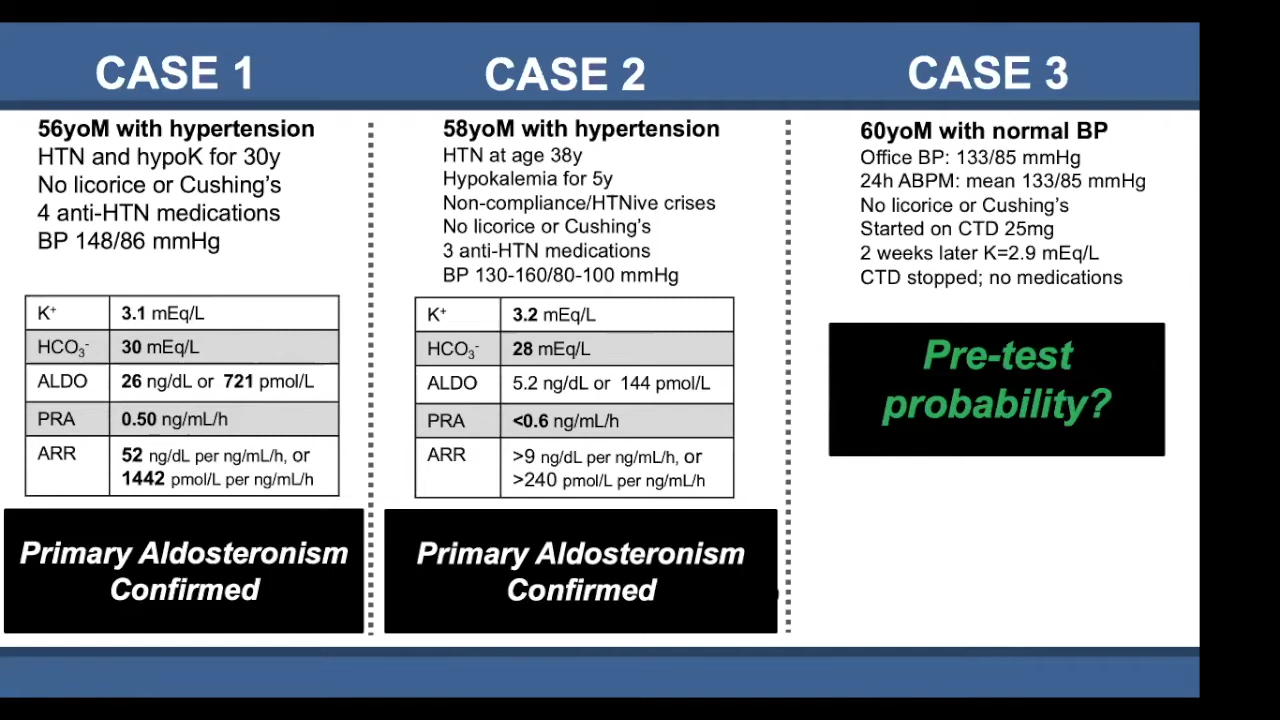 CASE 1
56yoM with hypertension
HTN and hypoK for 30y
No licorice or Cushing's
4 anti-HTN medications
BP 148/86 mmHg
K+ 3.1 mEq/L
HCO3- 30 mEq/L
ALDO 26 ng/dL or 721 pmol/L
PRA 0.50 ng/mL/h
ARR 52 ng/dL per ng/mL/h, or
1442 pmol/L per ng/mL/h
Primary Aldosteronism
Confirmed
CASE 2
58yoM with hypertension
HTN at age 38y
Hypokalemia for 5y
Non-compliance/HTNive crises
No licorice or Cushing's
3 anti-HTN medications
BP 130-160/80-100 mmHg
K+ 3.2 mEq/L
HCO3- 28 mEq/L
ALDO 5.2 ng/dL or 144 pmol/L
PRA <0.6 ng/mL/h
ARR >9 ng/dL per ng/mL/h, or
>240 pmol/L per ng/mL/h
Primary Aldosteronism
Confirmed
CASE 3
60yoM with normal BP
Office BP: 133/85 mmHg
24h ABPM: mean 133/85 mmHg
No licorice or Cushing's
Started on CTD 25mg
2 weeks later K=2.9 mEq/L
CTD stopped; no medications
Pre-test
probability?